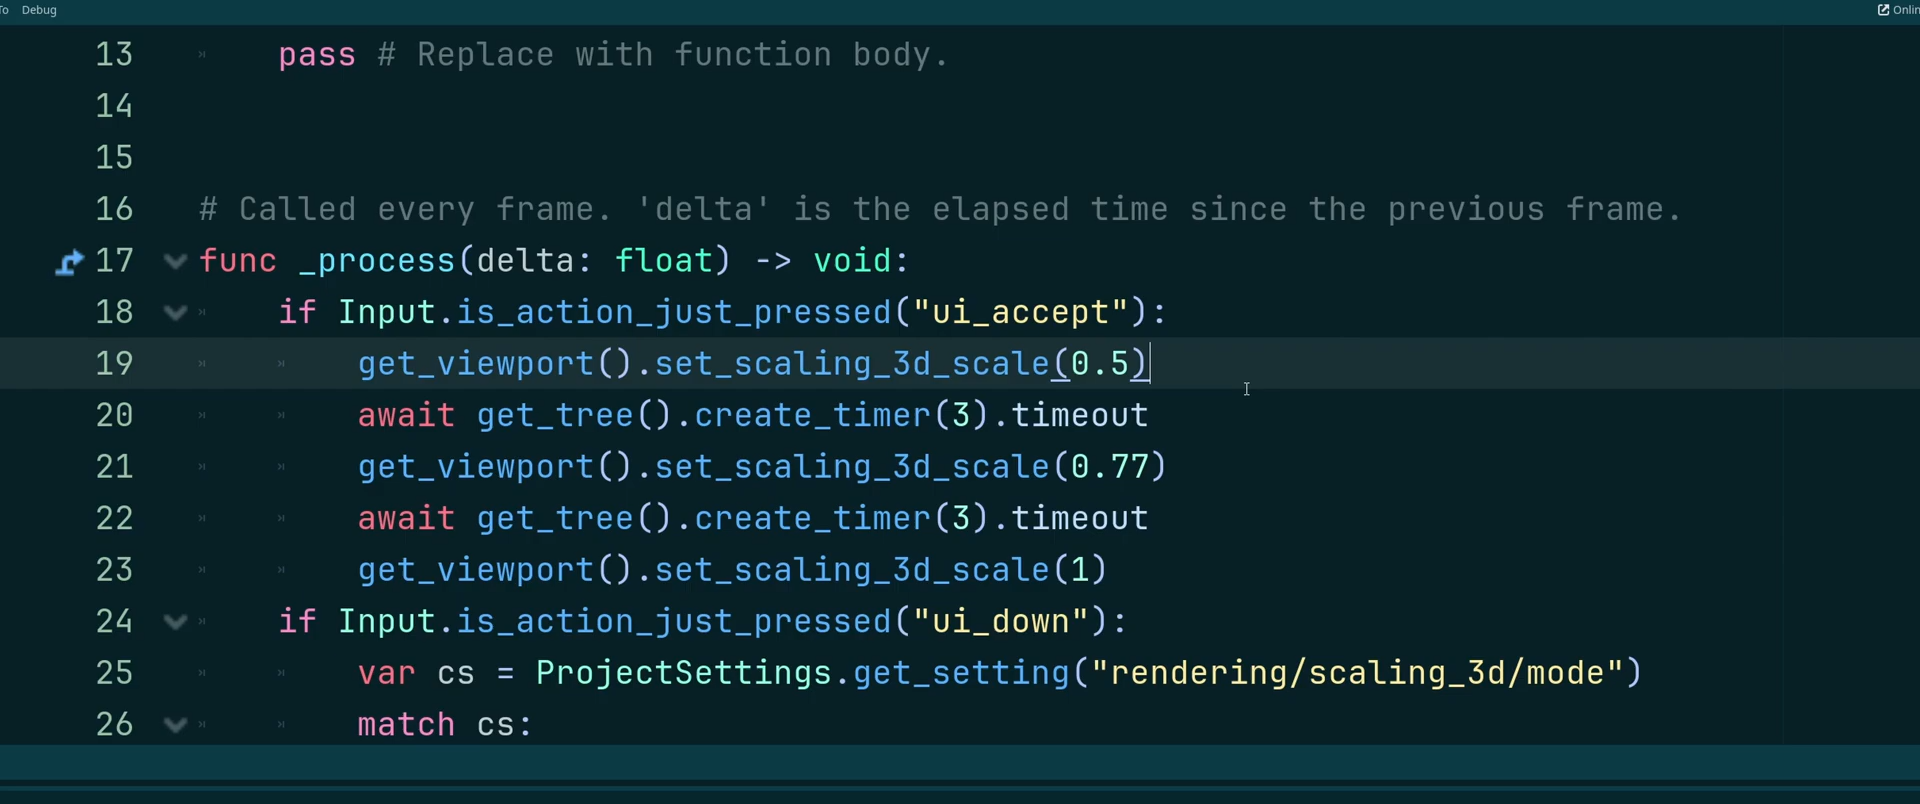 To Debug
Onlin
13 pass # Replace with function body.
14
15
16 # Called every frame. 'delta' is the elapsed time since the previous frame.
17 func _process(delta: float) -> void:
18 if Input.is_action_just_pressed("ui_accept"):
19 get_viewport().set_scaling_3d_scale(0.5)
20 await get_tree().create_timer(3).timeout
21 get_viewport().set_scaling_3d_scale(0.77)
22 await get_tree().create_timer(3).timeout
23 get_viewport().set_scaling_3d_scale(1)
24 if Input.is_action_just_pressed("ui_down"):
25 var cs = ProjectSettings.get_setting("rendering/scaling_3d/mode")
26 match cs: